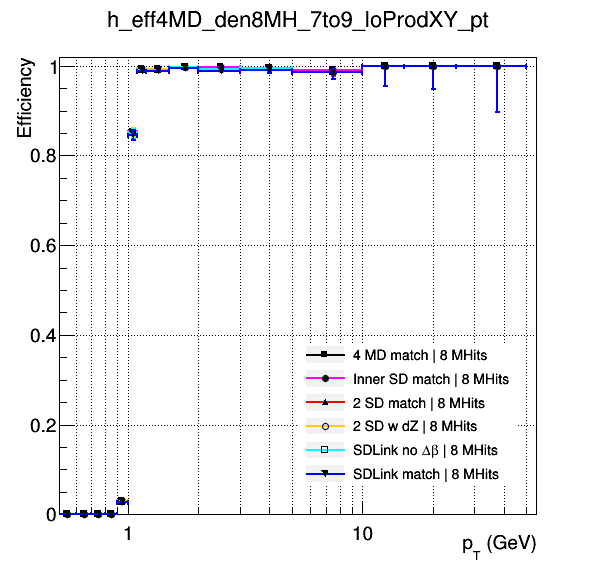 h_eff4MD_den8MH_7to9_loProdXY_pt
Efficiency
1
0.8
0.6
0.4
0.2
0
4 MD match | 8 MHits
Inner SD match | 8 MHits
2 SD match | 8 MHits
2 SD w dZ | 8 MHits
SDLink no Δβ | 8 MHits
SDLink match | 8 MHits
1
10
p_T (GeV)